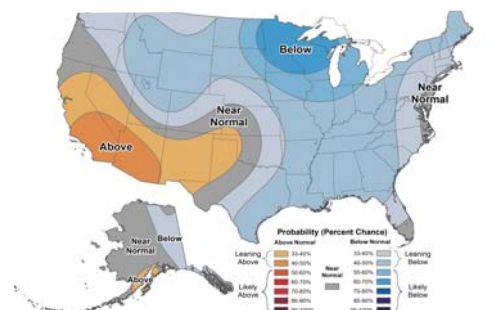 Below
Near
Normal
Near
Normal
Above
Near
Normal
Below
Above
Probability (Percent Chance)
Above Normal
Below Normal
Leaning
Above
Likely
Above
33-40%
40-50%
50-60%
60-70%
70-80%
80-90%
Near
Normal
33-40%
40-50%
50-60%
60-70%
70-80%
80-90%
Leaning
Below
Likely
Below